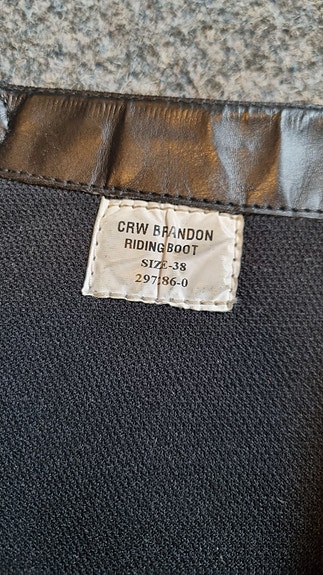 CRW BRANDON
RIDING BOOT
SIZE-38
297186-0